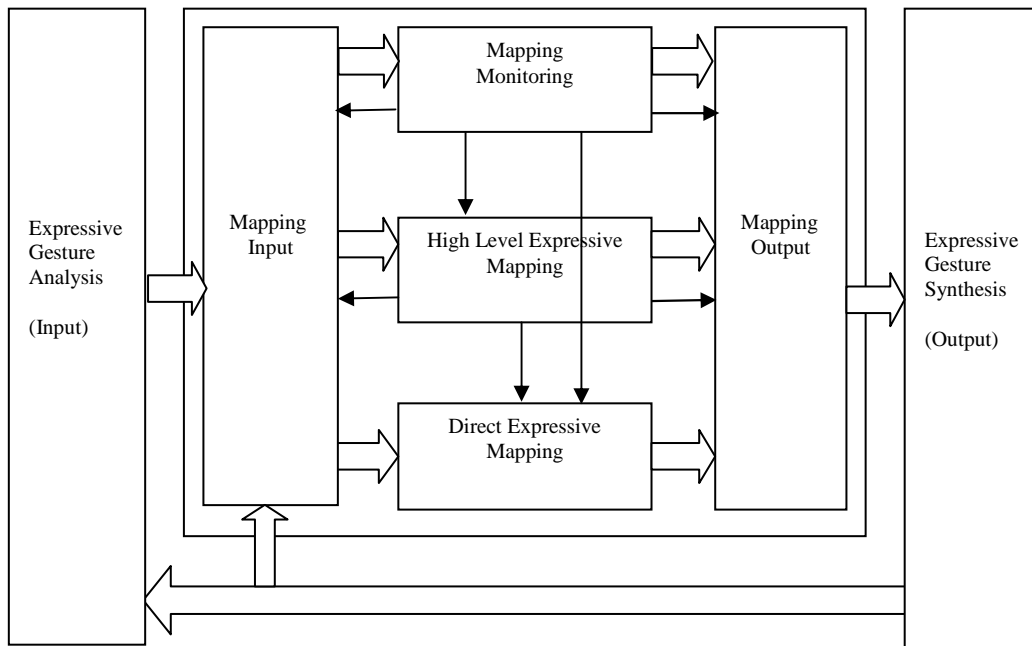 Expressive
Gesture
Analysis
(Input)
Mapping
Input
Mapping
Monitoring
High Level Expressive
Mapping
Direct Expressive
Mapping
Mapping
Output
Expressive
Gesture
Synthesis
(Output)